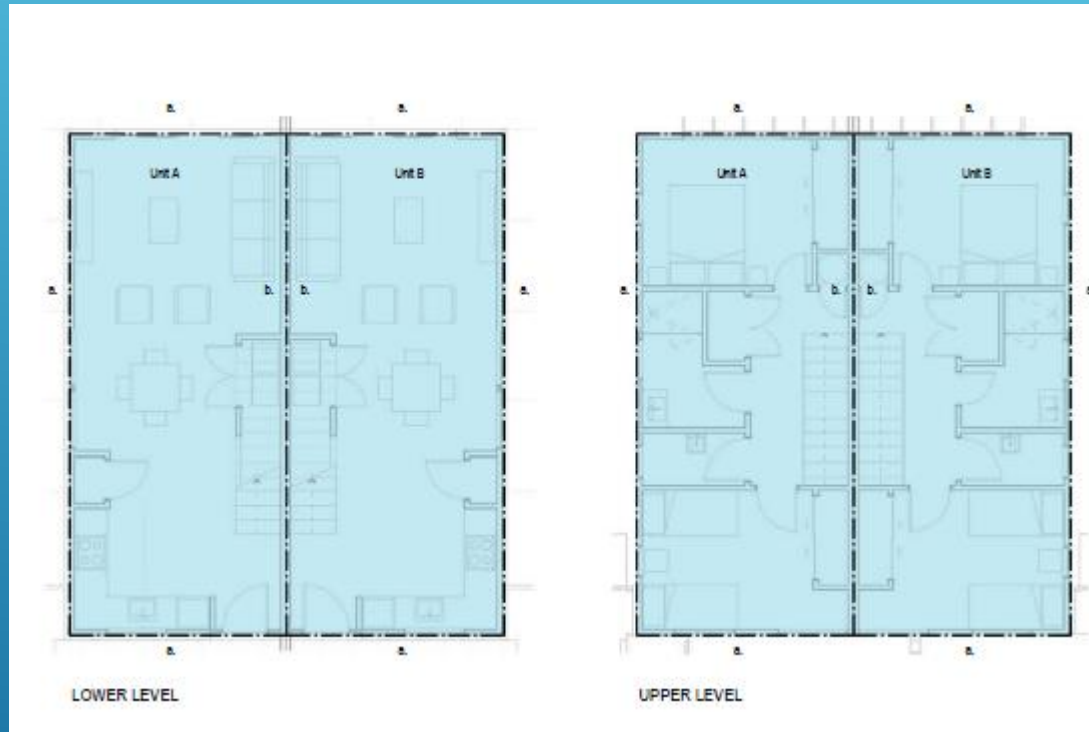 a. a. a. a.
Unit A Unit B Unit A Unit B
a. b. b. a. a. b. b. a.
a. a. a. a.
LOWER LEVEL UPPER LEVEL